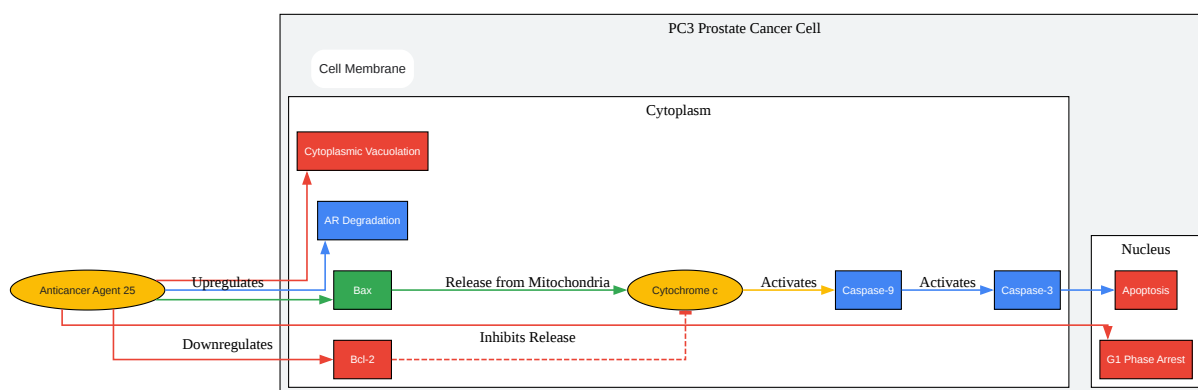 PC3 Prostate Cancer Cell
Cell Membrane
Cytoplasm
Cytoplasmic Vacuolation
AR Degradation
Nucleus
Anticancer Agent 25
Upregulates
Bax
Release from Mitochondria
Cytochrome c
Activates
Caspase-9
Activates
Caspase-3
Apoptosis
Downregulates
Bcl-2
Inhibits Release
G1 Phase Arrest